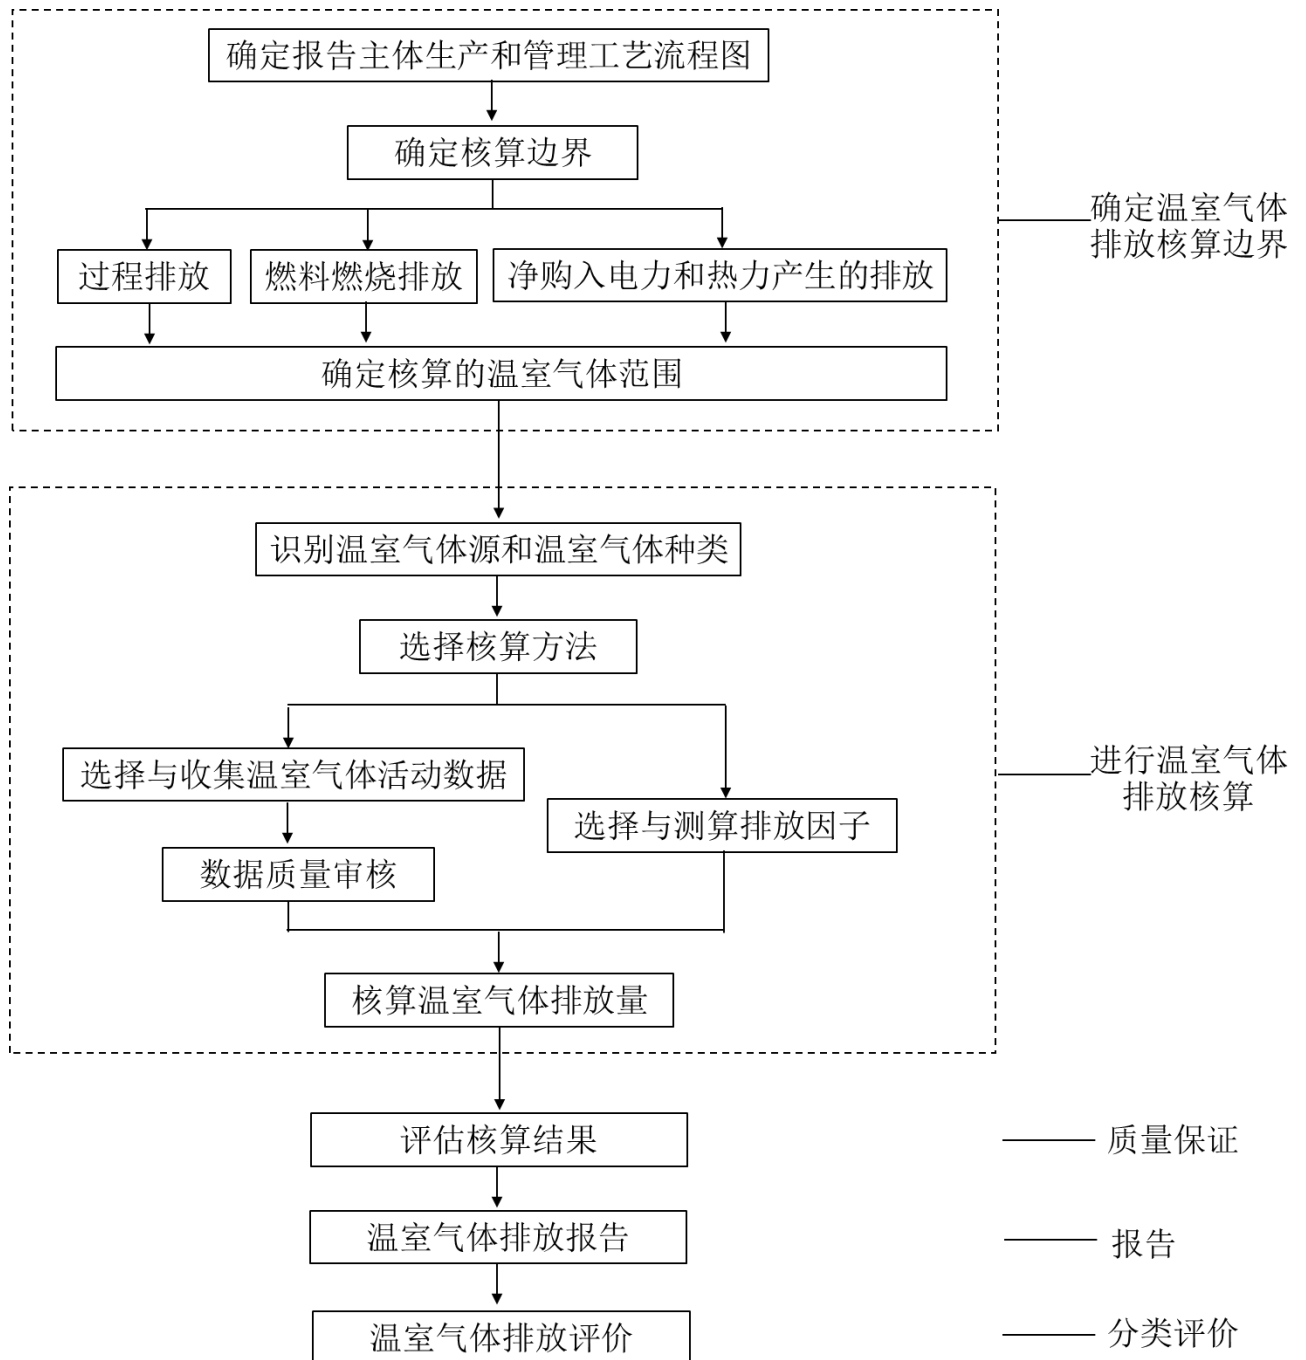 确定报告主体生产和管理工艺流程图
确定核算边界
过程排放
燃料燃烧排放
净购入电力和热力产生的排放
确定核算的温室气体范围
确定温室气体
排放核算边界
识别温室气体源和温室气体种类
选择核算方法
选择与收集温室气体活动数据
选择与测算排放因子
数据质量审核
核算温室气体排放量
进行温室气体
排放核算
评估核算结果
质量保证
温室气体排放报告
报告
温室气体排放评价
分类评价